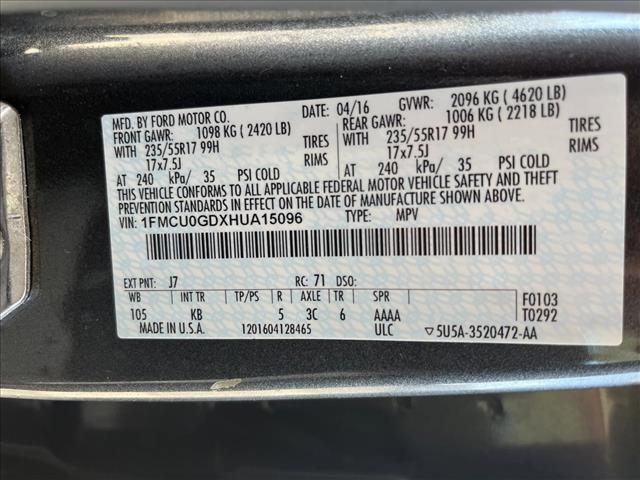 MFD. BY FORD MOTOR CO. DATE: 04/16 GVWR: 2096 KG ( 4620 LB)
FRONT GAWR: 1098 KG ( 2420 LB) REAR GAWR: 1006 KG ( 2218 LB)
WITH 235/55R17 99H TIRES WITH 235/55R17 99H TIRES
17x7.5J RIMS 17x7.5J RIMS
AT 240 kPa/ 35 PSI COLD AT 240 kPa/ 35 PSI COLD
THIS VEHICLE CONFORMS TO ALL APPLICABLE FEDERAL MOTOR VEHICLE SAFETY AND THEFT
PREVENTION STANDARDS IN EFFECT ON THE DATE OF MANUFACTURE SHOWN ABOVE.
VIN: 1FMCU0GDXHUA15096 TYPE: MPV
EXT PNT: J7 RC: 71 DSO:
WB INT TR TP/PS R AXLE TR SPR F0103
105 KB 5 3C 6 AAAA T0292
MADE IN U.S.A. 1201604128465 ULC ▽5U5A-3520472-AA